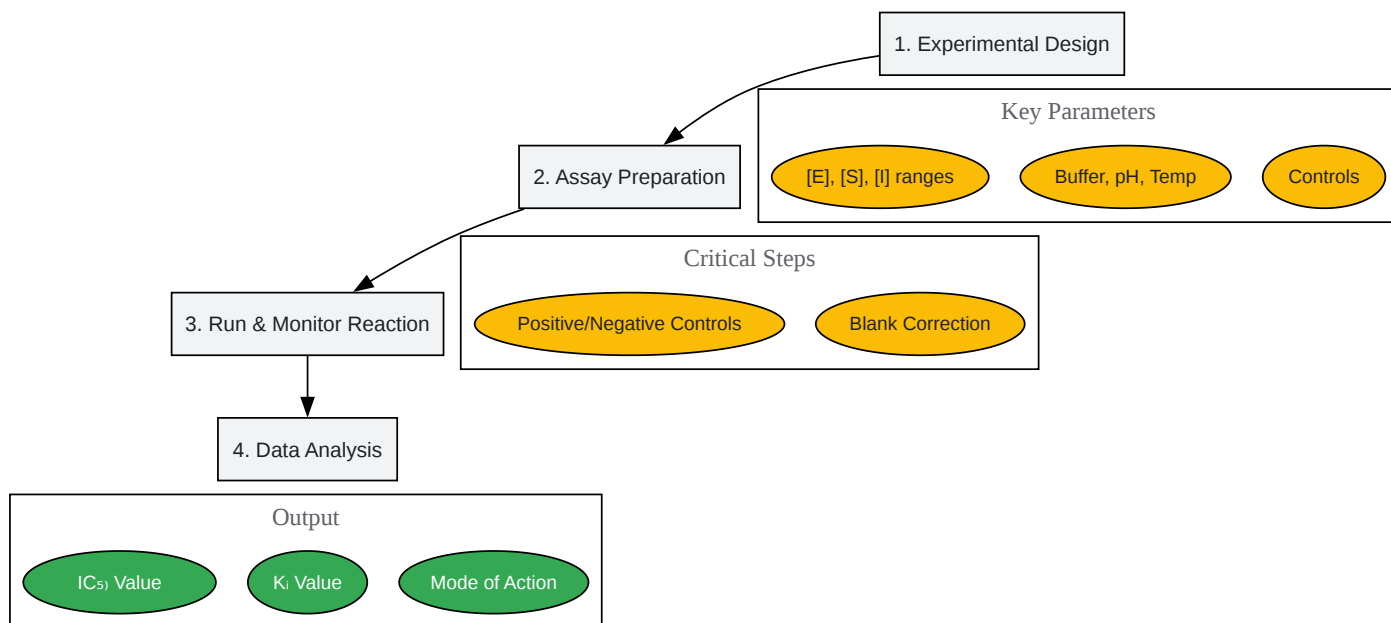 1. Experimental Design
Key Parameters
[E], [S], [I] ranges
Buffer, pH, Temp
Controls
2. Assay Preparation
Critical Steps
Positive/Negative Controls
Blank Correction
3. Run & Monitor Reaction
4. Data Analysis
Output
IC₅₎ Value
Kᵢ Value
Mode of Action